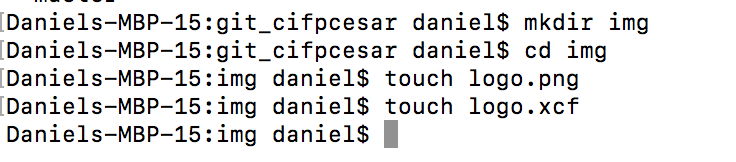 Daniels-MBP-15:git_cifpcesar daniel$ mkdir img
Daniels-MBP-15:git_cifpcesar daniel$ cd img
Daniels-MBP-15:img daniel$ touch logo.png
Daniels-MBP-15:img daniel$ touch logo.xcf
Daniels-MBP-15:img daniel$